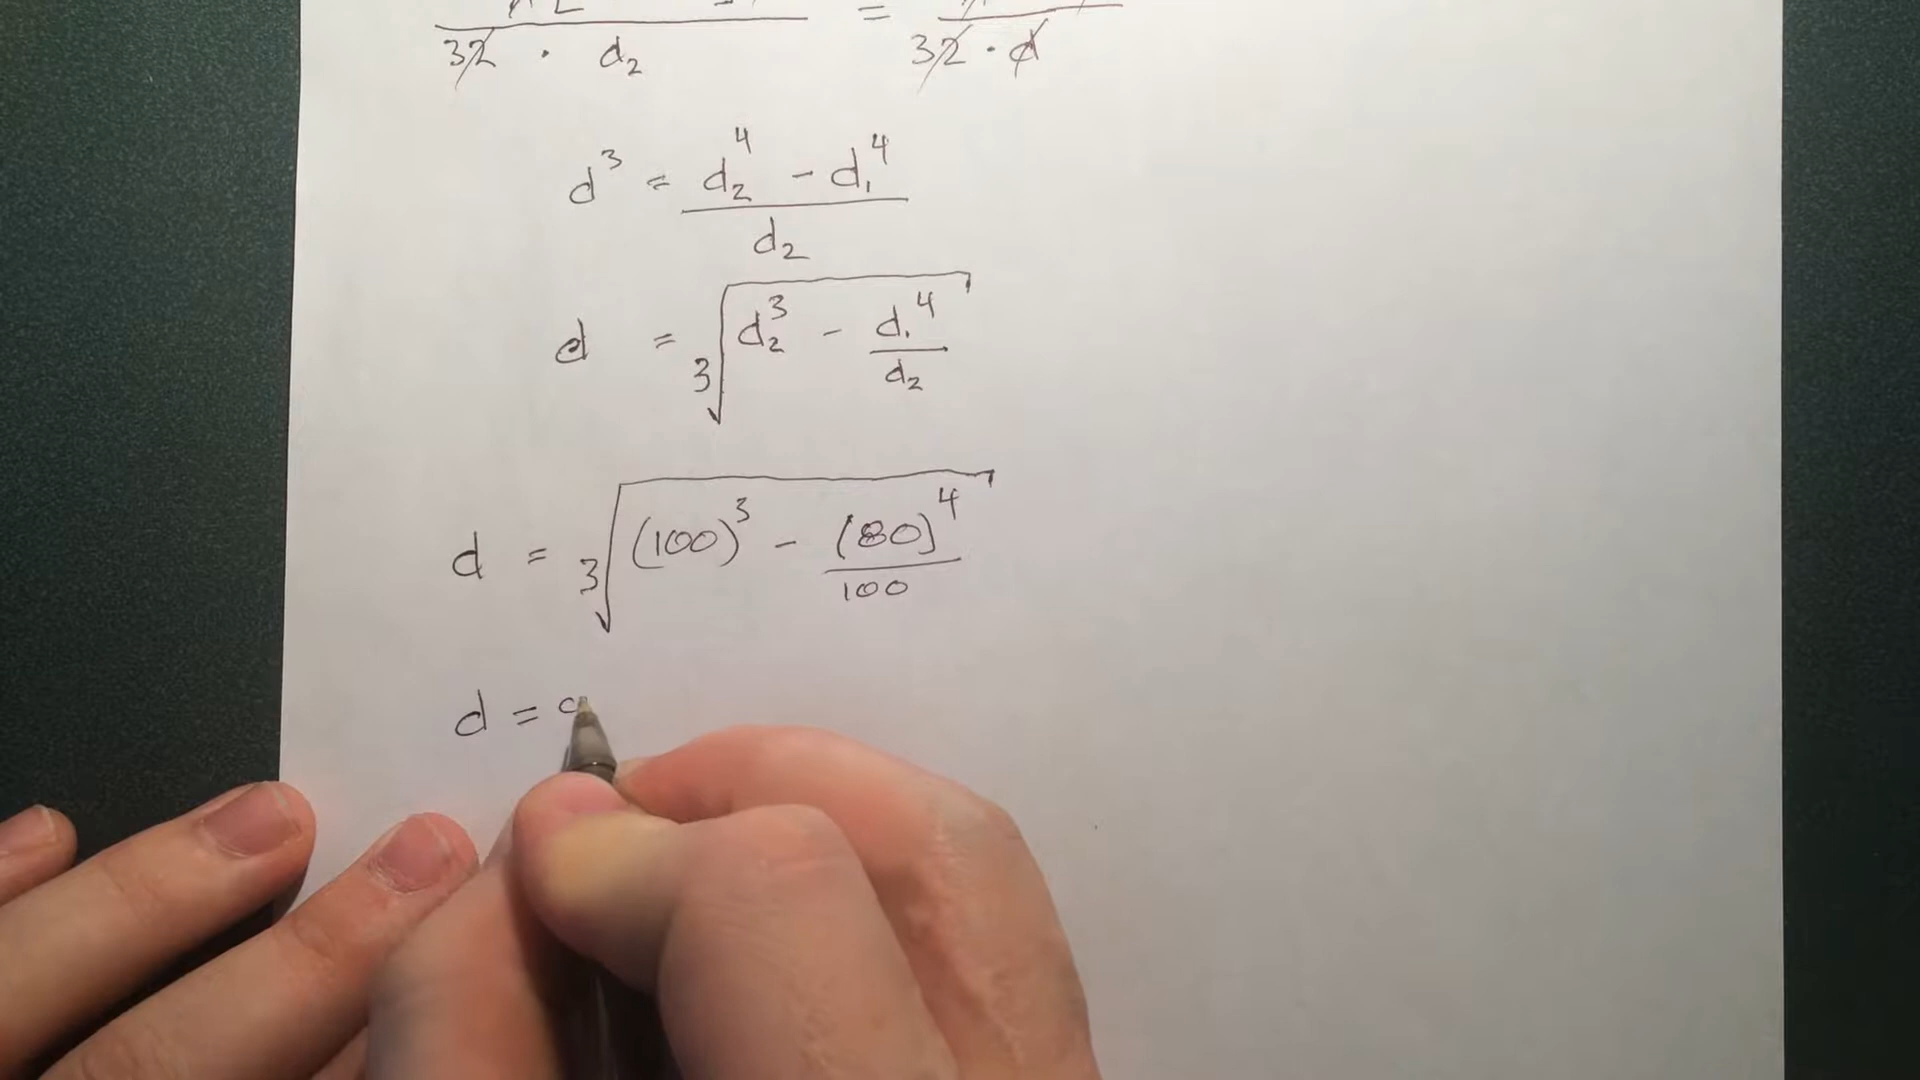 =
32 · d₂ 32 · d
d³ = (d₂⁴ - d₁⁴) / d₂
d = ∛(d₂³ - d₁⁴ / d₂)
d = ∛((100)³ - (80)⁴ / 100)
d =